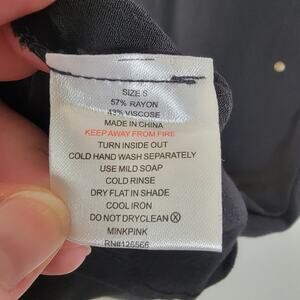 SIZE S
57% RAYON
43% VISCOSE
MADE IN CHINA
KEEP AWAY FROM FIRE
TURN INSIDE OUT
COLD HAND WASH SEPARATELY
USE MILD SOAP
COLD RINSE
DRY FLAT IN SHADE
COOL IRON
DO NOT DRYCLEAN
MINKPINK
RN#125566